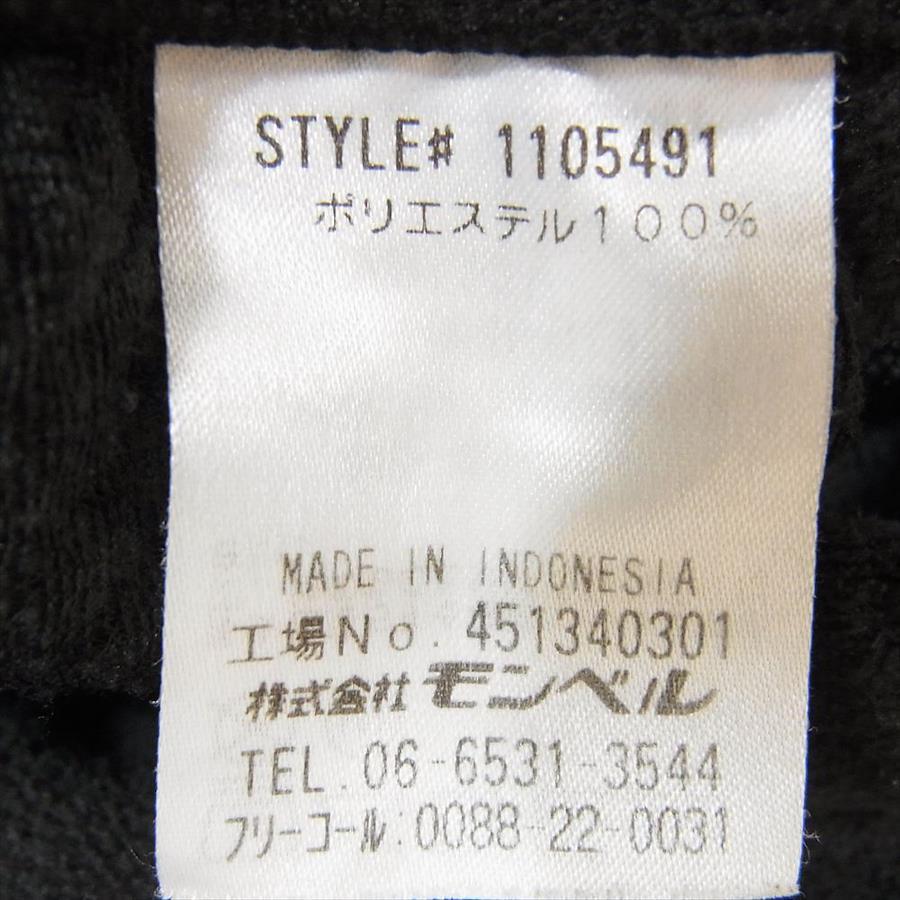 STYLE# 1105491
ポリエステル100%
MADE IN INDONESIA
工場No. 451340301
株式会社モンベル
TEL. 06-6531-3544
フリーコール:0088-22-0031